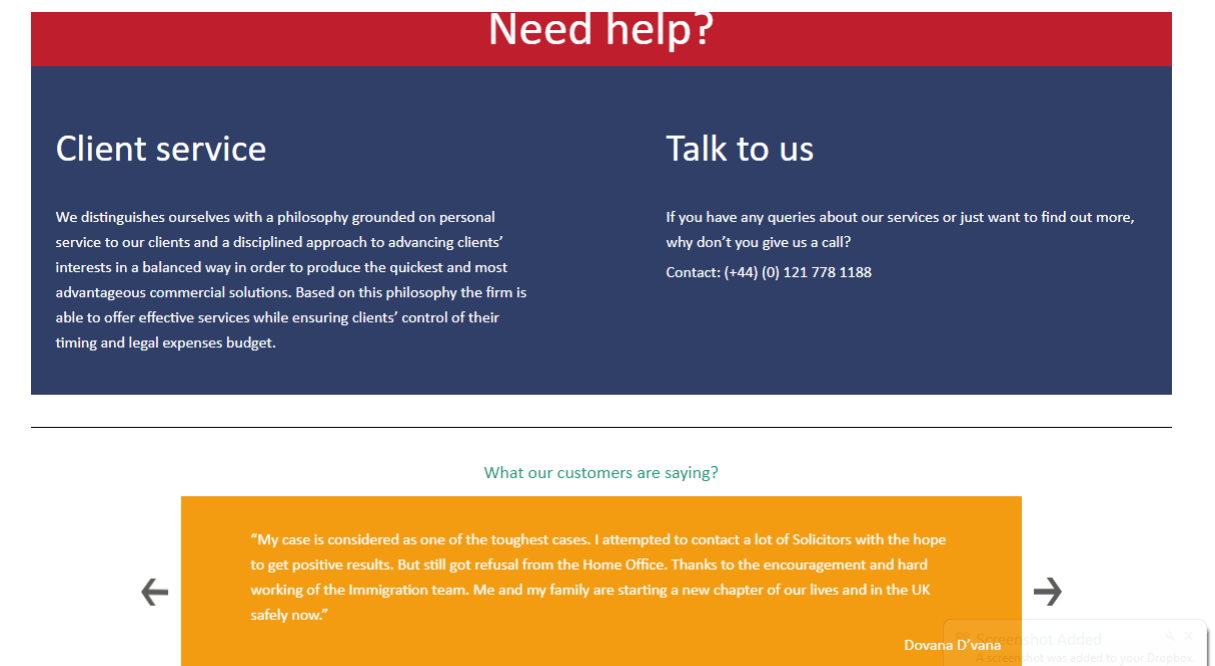 Need help?
Client service
We distinguishes ourselves with a philosophy grounded on personal
service to our clients and a disciplined approach to advancing clients’
interests in a balanced way in order to produce the quickest and most
advantageous commercial solutions. Based on this philosophy the firm is
able to offer effective services while ensuring clients’ control of their
timing and legal expenses budget.
Talk to us
If you have any queries about our services or just want to find out more,
why don’t you give us a call?
Contact: (+44) (0) 121 778 1188
What our customers are saying?
“My case is considered as one of the toughest cases. I attempted to contact a lot of Solicitors with the hope
to get positive results. But still got refusal from the Home Office. Thanks to the encouragement and hard
working of the Immigration team. Me and my family are starting a new chapter of our lives and in the UK
safely now.”
Dovana D’vana
Screenshot Added
A screenshot was added to your Dropbox.